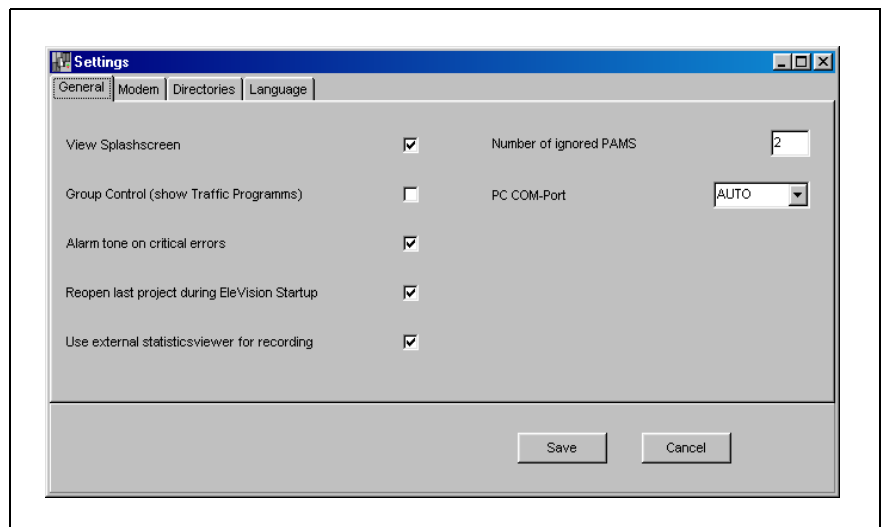 Settings
General Modem Directories Language
View Splashscreen
Group Control (show Traffic Programms)
Alarm tone on critical errors
Reopen last project during EleVision Startup
Use external statisticsviewer for recording
Number of ignored PAMS 2
PC COM-Port AUTO
Save Cancel